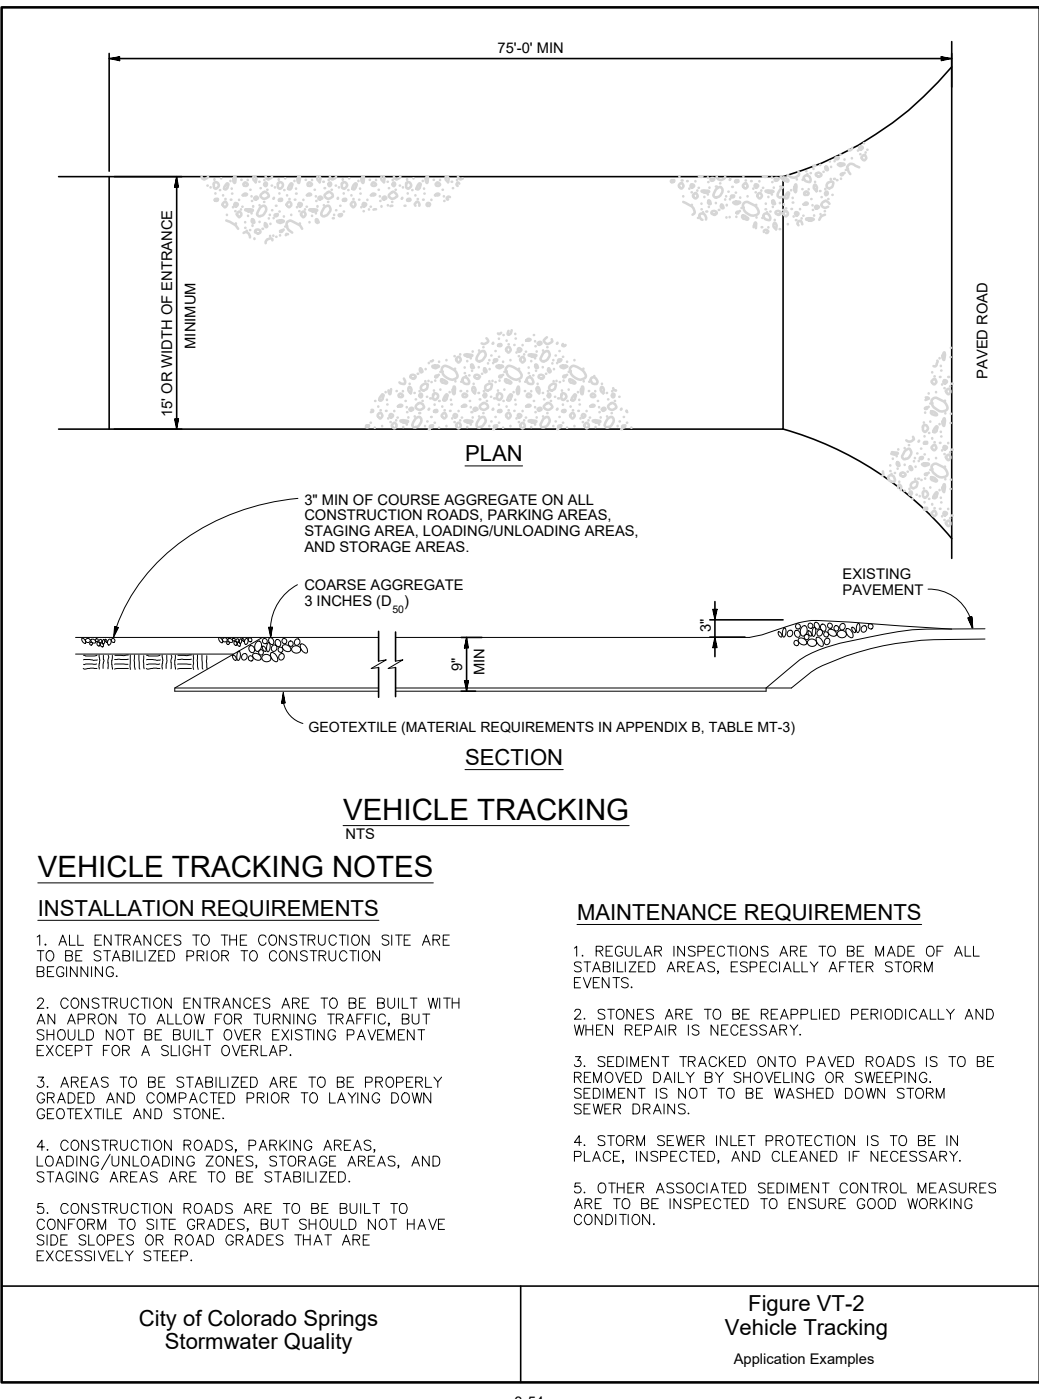 75'-0' MIN
15' OR WIDTH OF ENTRANCE
MINIMUM
PAVED ROAD
PLAN
3" MIN OF COURSE AGGREGATE ON ALL
CONSTRUCTION ROADS, PARKING AREAS,
STAGING AREA, LOADING/UNLOADING AREAS,
AND STORAGE AREAS.
COARSE AGGREGATE
3 INCHES (D50)
EXISTING
PAVEMENT
3"
9"
MIN
GEOTEXTILE (MATERIAL REQUIREMENTS IN APPENDIX B, TABLE MT-3)
SECTION
VEHICLE TRACKING
NTS
VEHICLE TRACKING NOTES
INSTALLATION REQUIREMENTS
1. ALL ENTRANCES TO THE CONSTRUCTION SITE ARE
TO BE STABILIZED PRIOR TO CONSTRUCTION
BEGINNING.
2. CONSTRUCTION ENTRANCES ARE TO BE BUILT WITH
AN APRON TO ALLOW FOR TURNING TRAFFIC, BUT
SHOULD NOT BE BUILT OVER EXISTING PAVEMENT
EXCEPT FOR A SLIGHT OVERLAP.
3. AREAS TO BE STABILIZED ARE TO BE PROPERLY
GRADED AND COMPACTED PRIOR TO LAYING DOWN
GEOTEXTILE AND STONE.
4. CONSTRUCTION ROADS, PARKING AREAS,
LOADING/UNLOADING ZONES, STORAGE AREAS, AND
STAGING AREAS ARE TO BE STABILIZED.
5. CONSTRUCTION ROADS ARE TO BE BUILT TO
CONFORM TO SITE GRADES, BUT SHOULD NOT HAVE
SIDE SLOPES OR ROAD GRADES THAT ARE
EXCESSIVELY STEEP.
MAINTENANCE REQUIREMENTS
1. REGULAR INSPECTIONS ARE TO BE MADE OF ALL
STABILIZED AREAS, ESPECIALLY AFTER STORM
EVENTS.
2. STONES ARE TO BE REAPPLIED PERIODICALLY AND
WHEN REPAIR IS NECESSARY.
3. SEDIMENT TRACKED ONTO PAVED ROADS IS TO BE
REMOVED DAILY BY SHOVELING OR SWEEPING.
SEDIMENT IS NOT TO BE WASHED DOWN STORM
SEWER DRAINS.
4. STORM SEWER INLET PROTECTION IS TO BE IN
PLACE, INSPECTED, AND CLEANED IF NECESSARY.
5. OTHER ASSOCIATED SEDIMENT CONTROL MEASURES
ARE TO BE INSPECTED TO ENSURE GOOD WORKING
CONDITION.
City of Colorado Springs
Stormwater Quality
Figure VT-2
Vehicle Tracking
Application Examples